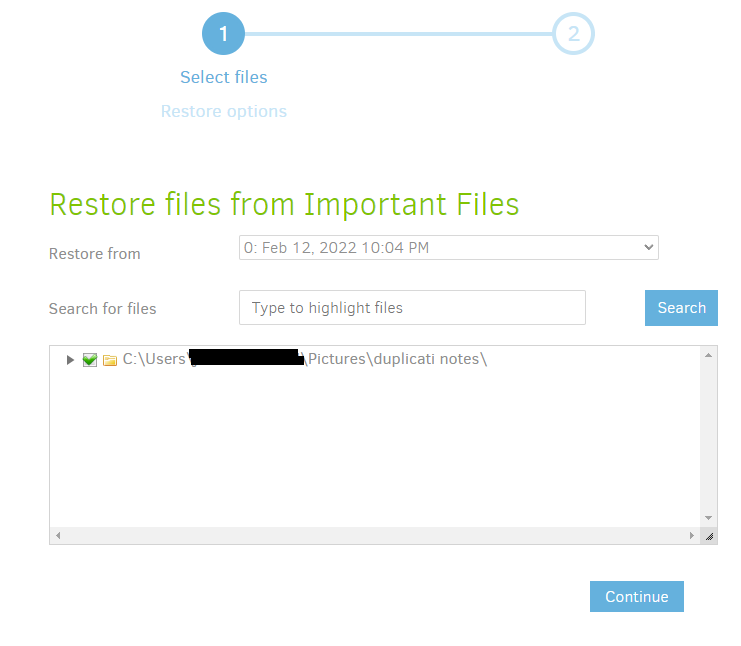 1
2
Select files
Restore options
Restore files from Important Files
Restore from
0: Feb 12, 2022 10:04 PM
Search for files
Type to highlight files
Search
C:\Users\ \Pictures\duplicati notes\
Continue